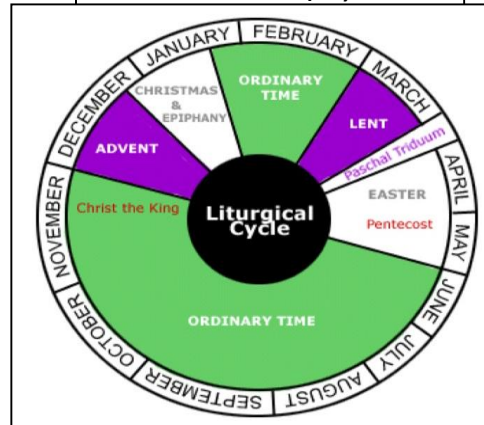 JANUARY
FEBRUARY
MARCH
APRIL
MAY
JUNE
JULY
AUGUST
SEPTEMBER
OCTOBER
NOVEMBER
DECEMBER
CHRISTMAS
&
EPIPHANY
ORDINARY
TIME
LENT
Paschal Triduum
EASTER
Pentecost
ADVENT
Christ the King
Liturgical
Cycle
ORDINARY TIME